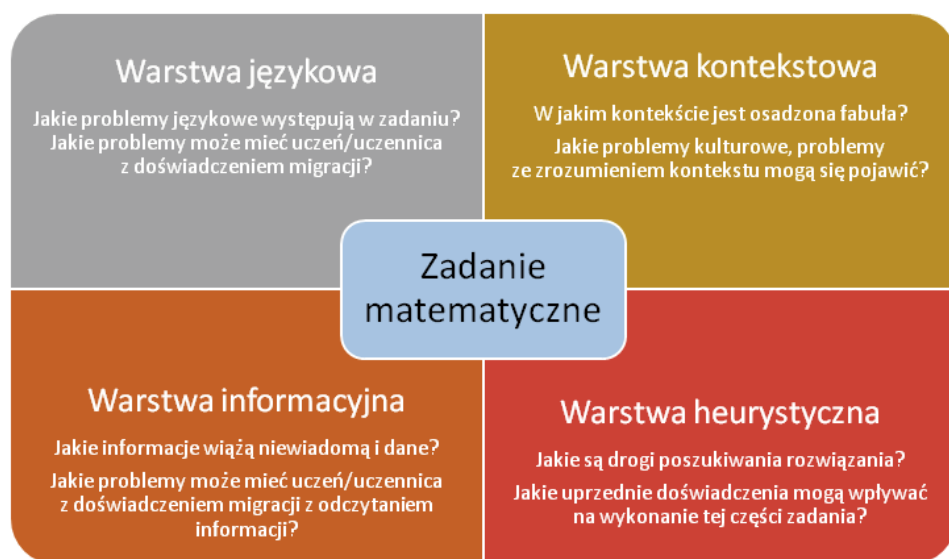 Warstwa językowa
Jakie problemy językowe występują w zadaniu?
Jakie problemy może mieć uczeń/uczennica
z doświadczeniem migracji?
Warstwa kontekstowa
W jakim kontekście jest osadzona fabuła?
Jakie problemy kulturowe, problemy
ze zrozumieniem kontekstu mogą się pojawić?
Zadanie
matematyczne
Warstwa informacyjna
Jakie informacje wiążą niewiadomą i dane?
Jakie problemy może mieć uczeń/uczennica
z doświadczeniem migracji z odczytaniem
informacji?
Warstwa heurystyczna
Jakie są drogi poszukiwania rozwiązania?
Jakie uprzednie doświadczenia mogą wpływać
na wykonanie tej części zadania?